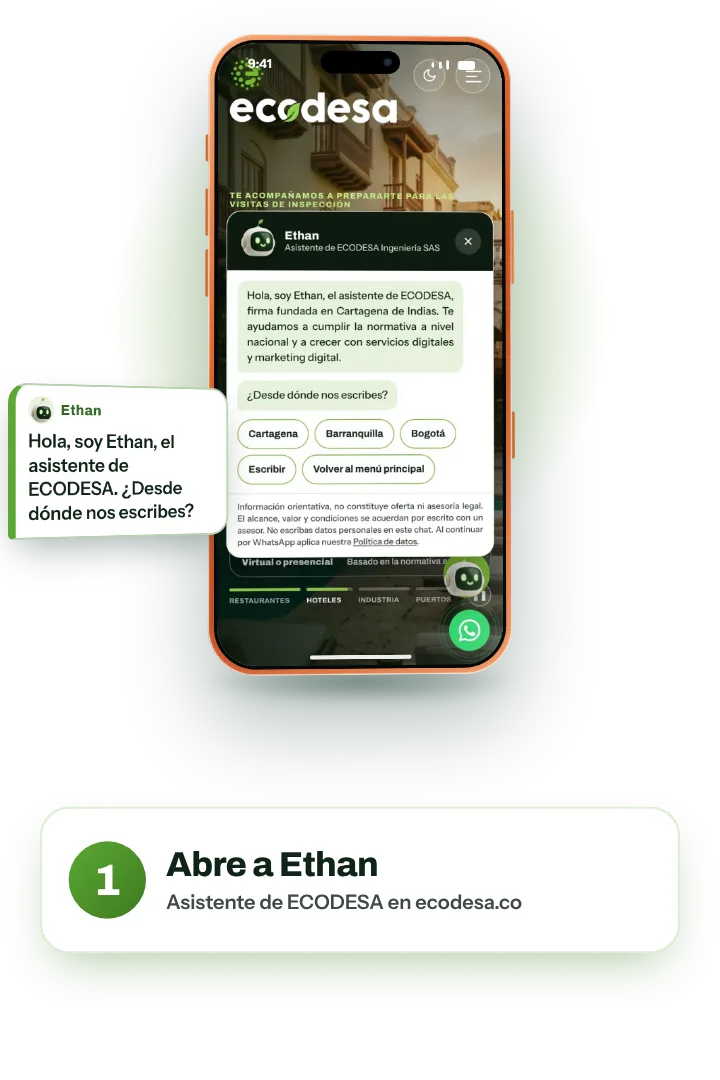 9:41
ecodesa
TE ACOMPAÑAMOS A PREPARARTE PARA LAS
VISITAS DE INSPECCIÓN
Ethan
Asistente de ECODESA Ingeniería SAS
Hola, soy Ethan, el asistente de ECODESA,
firma fundada en Cartagena de Indias. Te
ayudamos a cumplir la normativa a nivel
nacional y a crecer con servicios digitales
y marketing digital.
¿Desde dónde nos escribes?
Cartagena
Barranquilla
Bogotá
Escribir
Volver al menú principal
Información orientativa, no constituye oferta ni asesoría legal.
El alcance, valor y condiciones se acuerdan por escrito con un
asesor. No escribas datos personales en este chat. Al continuar
por WhatsApp aplica nuestra Política de datos.
Virtual o presencial
Basado en la normativa a
RESTAURANTES
HOTELES
INDUSTRIA
PUERTOS
Ethan
Hola, soy Ethan, el
asistente de
ECODESA. ¿Desde
dónde nos escribes?
1
Abre a Ethan
Asistente de ECODESA en ecodesa.co